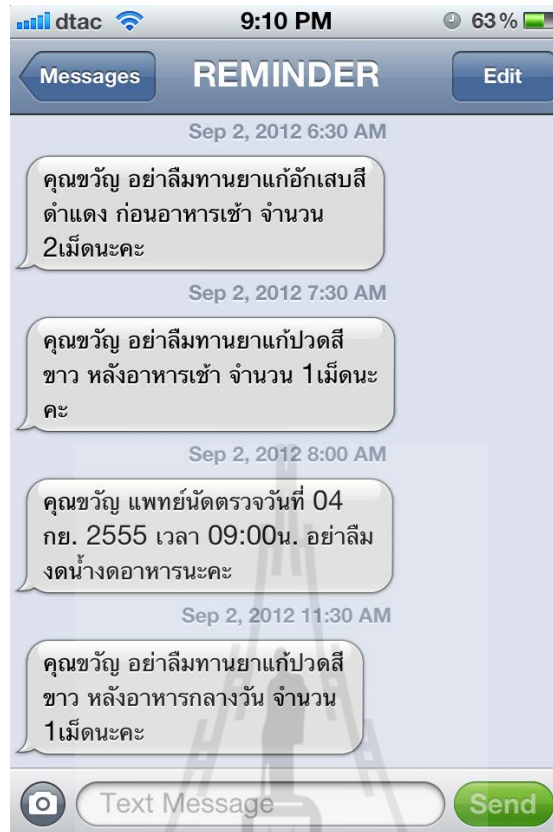 dtac 9:10 PM 63%
Messages REMINDER Edit
Sep 2, 2012 6:30 AM
คุณขวัญ อย่าลืมทานยาแก้อักเสบสี
ดำแดง ก่อนอาหารเช้า จำนวน
2เม็ดนะคะ
Sep 2, 2012 7:30 AM
คุณขวัญ อย่าลืมทานยาแก้ปวดสี
ขาว หลังอาหารเช้า จำนวน 1เม็ดนะ
คะ
Sep 2, 2012 8:00 AM
คุณขวัญ แพทย์นัดตรวจวันที่ 04
กย. 2555 เวลา 09:00น. อย่าลืม
งดน้ำงดอาหารนะคะ
Sep 2, 2012 11:30 AM
คุณขวัญ อย่าลืมทานยาแก้ปวดสี
ขาว หลังอาหารกลางวัน จำนวน
1เม็ดนะคะ
Text Message Send